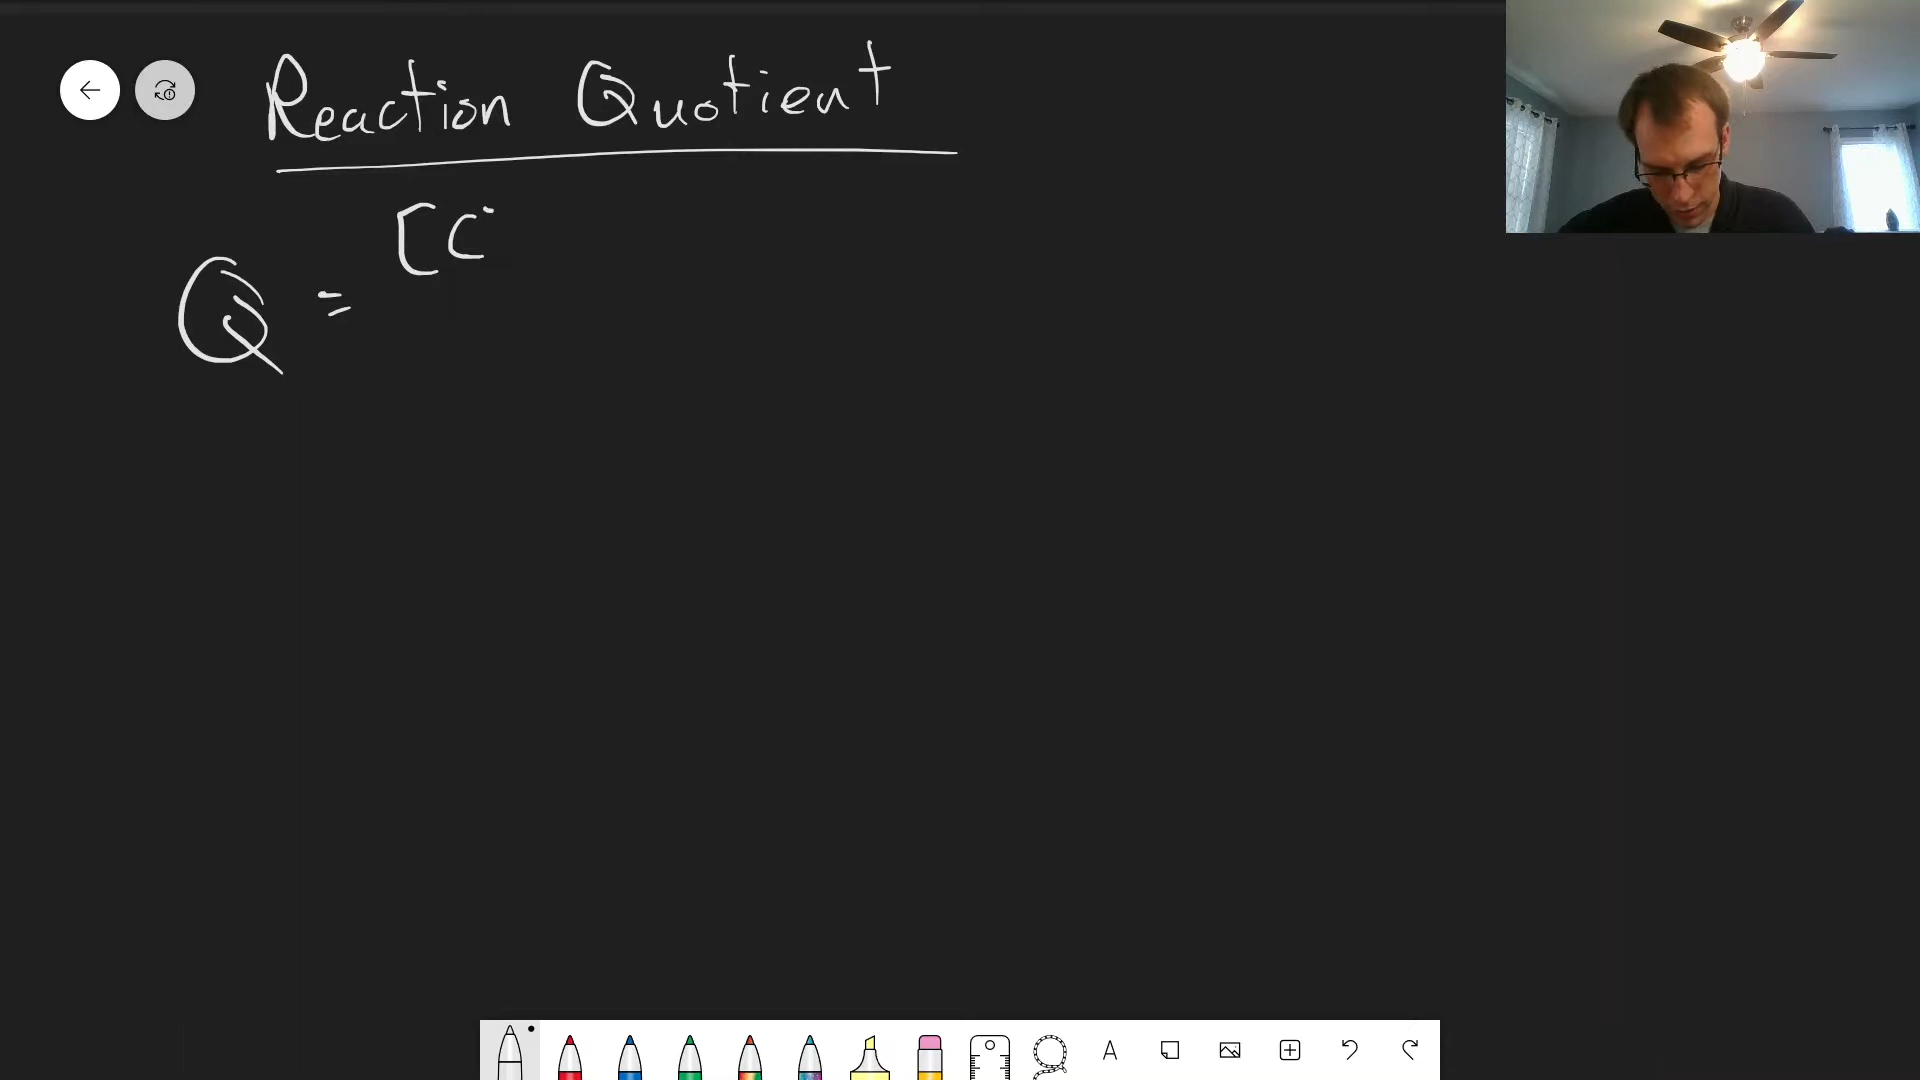 Reaction Quotient
[C
Q =
A